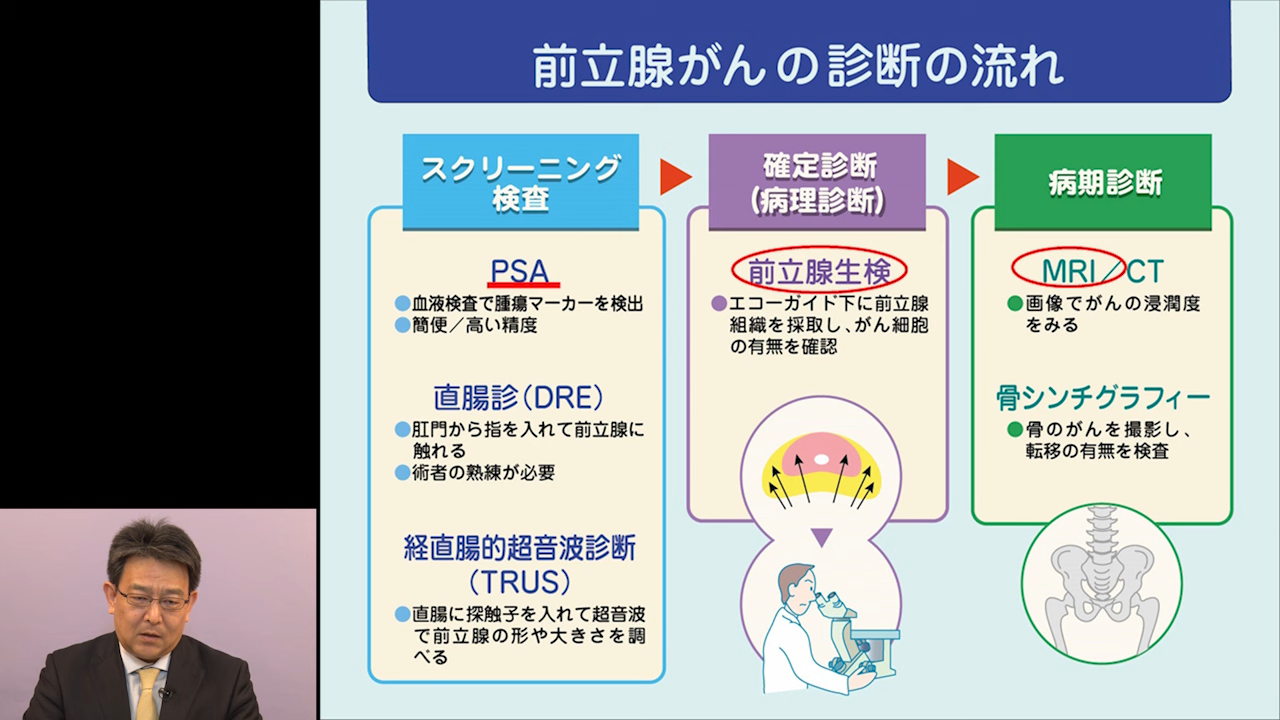 前立腺がんの診断の流れ
スクリーニング
検査
PSA
●血液検査で腫瘍マーカーを検出
●簡便／高い精度
直腸診（DRE）
●肛門から指を入れて前立腺に
触れる
●術者の熟練が必要
経直腸的超音波診断
（TRUS）
●直腸に探触子を入れて超音波
で前立腺の形や大きさを調
べる
確定診断
(病理診断)
前立腺生検
●エコーガイド下に前立腺
組織を採取し、がん細胞
の有無を確認
病期診断
MRI／CT
●画像でがんの浸潤度
をみる
骨シンチグラフィー
●骨のがんを撮影し、
転移の有無を検査